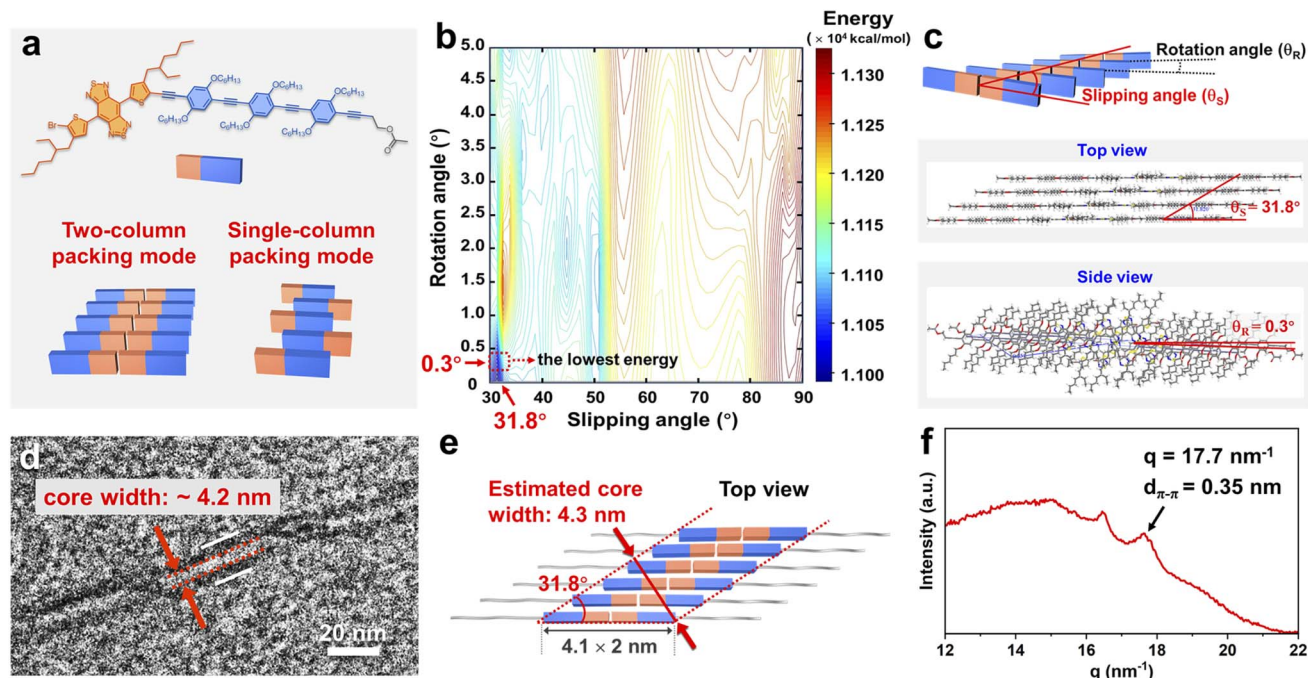 a
S
N
N
N
N
S
S
S
Br
OC₆H₁₃
OC₆H₁₃
OC₆H₁₃
C₆H₁₃O
C₆H₁₃O
C₆H₁₃O
O
O
Two-column
packing mode
Single-column
packing mode
b
Energy
( × 10⁴ kcal/mol)
Rotation angle (°)
5.0
4.5
4.0
3.5
3.0
2.5
2.0
1.5
1.0
0.5
0
0.3°
the lowest energy
30
40
50
60
70
80
90
31.8°
Slipping angle (°)
1.130
1.125
1.120
1.115
1.110
1.105
1.100
c
Rotation angle (θR)
Slipping angle (θS)
Top view
θS = 31.8°
Side view
θR = 0.3°
d
core width: ~ 4.2 nm
20 nm
e
Estimated core
width: 4.3 nm
Top view
31.8°
4.1 × 2 nm
f
q = 17.7 nm⁻¹
dπ-π = 0.35 nm
Intensity (a.u.)
12
14
16
18
20
22
q (nm⁻¹)